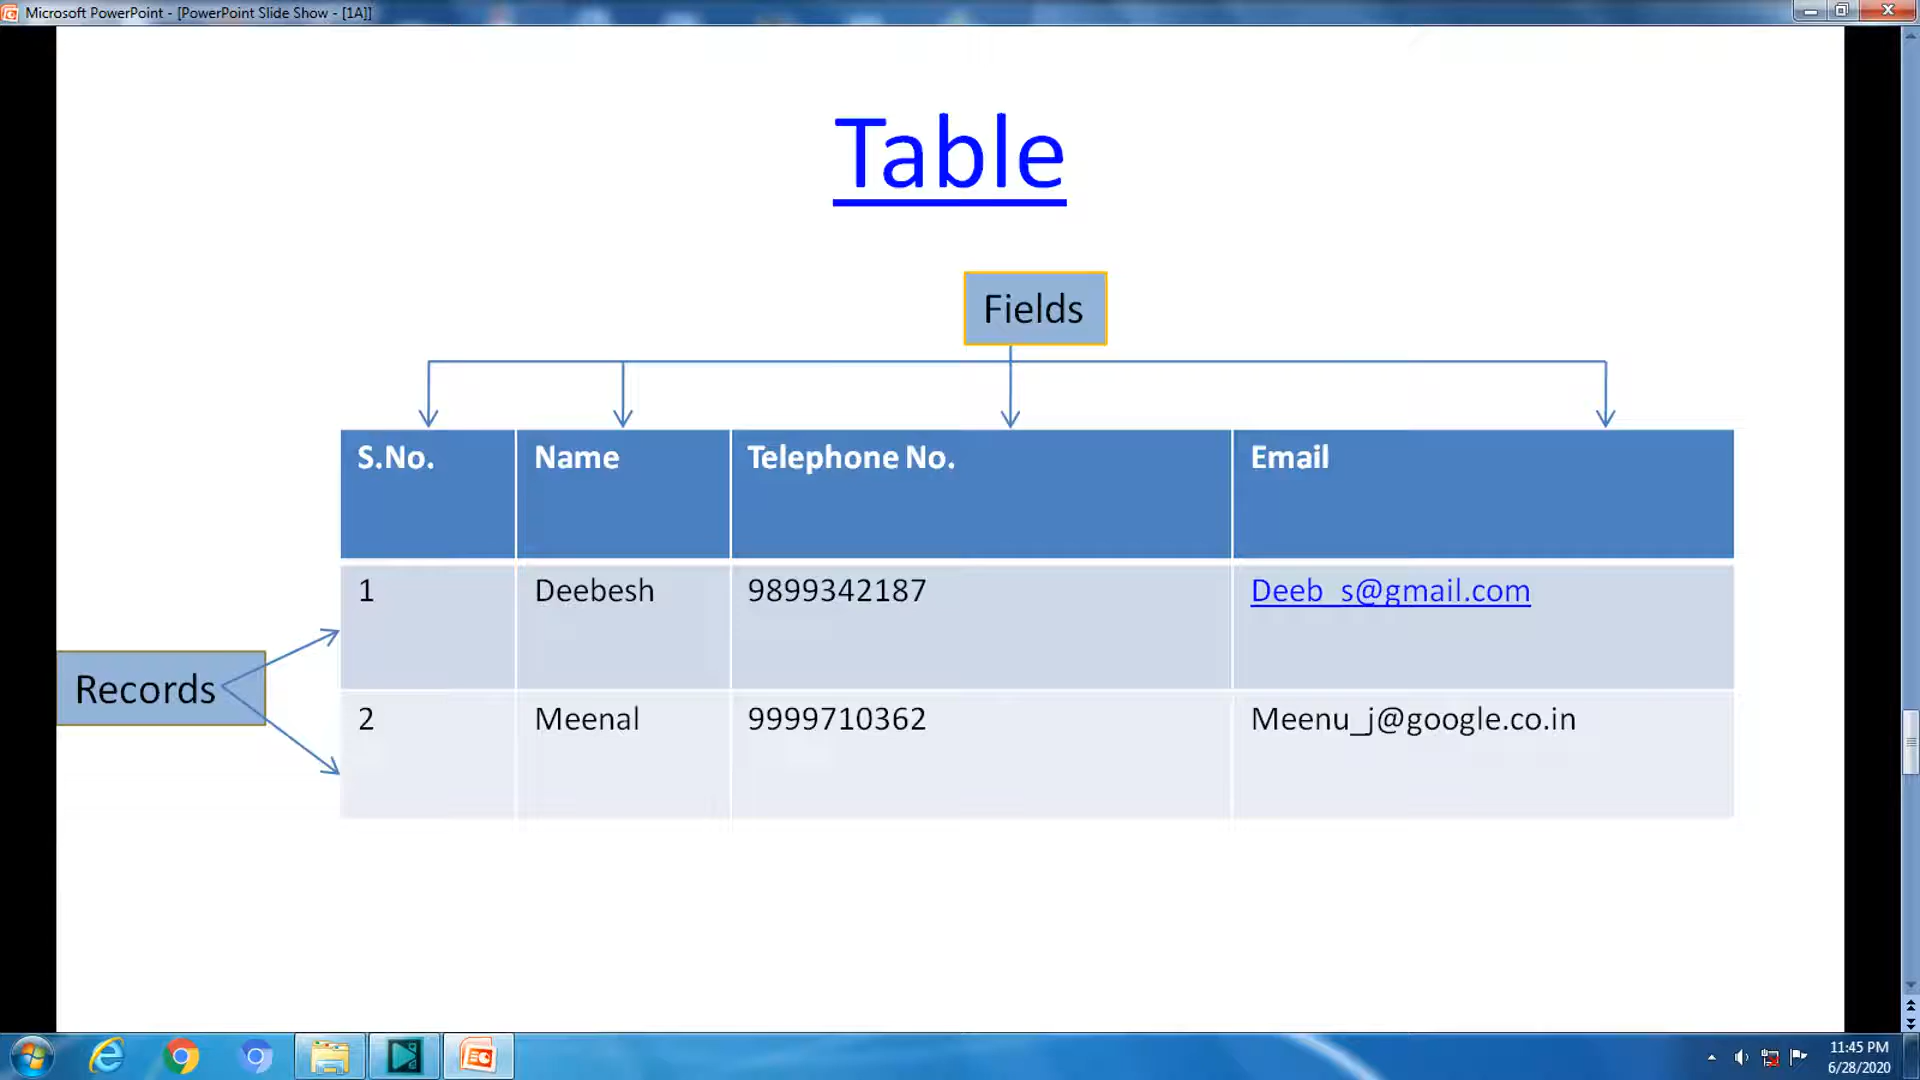 Microsoft PowerPoint - [PowerPoint Slide Show - [1A]]
Table
Fields
S.No. Name Telephone No. Email
1 Deebesh 9899342187 Deeb_s@gmail.com
Records
2 Meenal 9999710362 Meenu_j@google.co.in
11:45 PM
6/28/2020